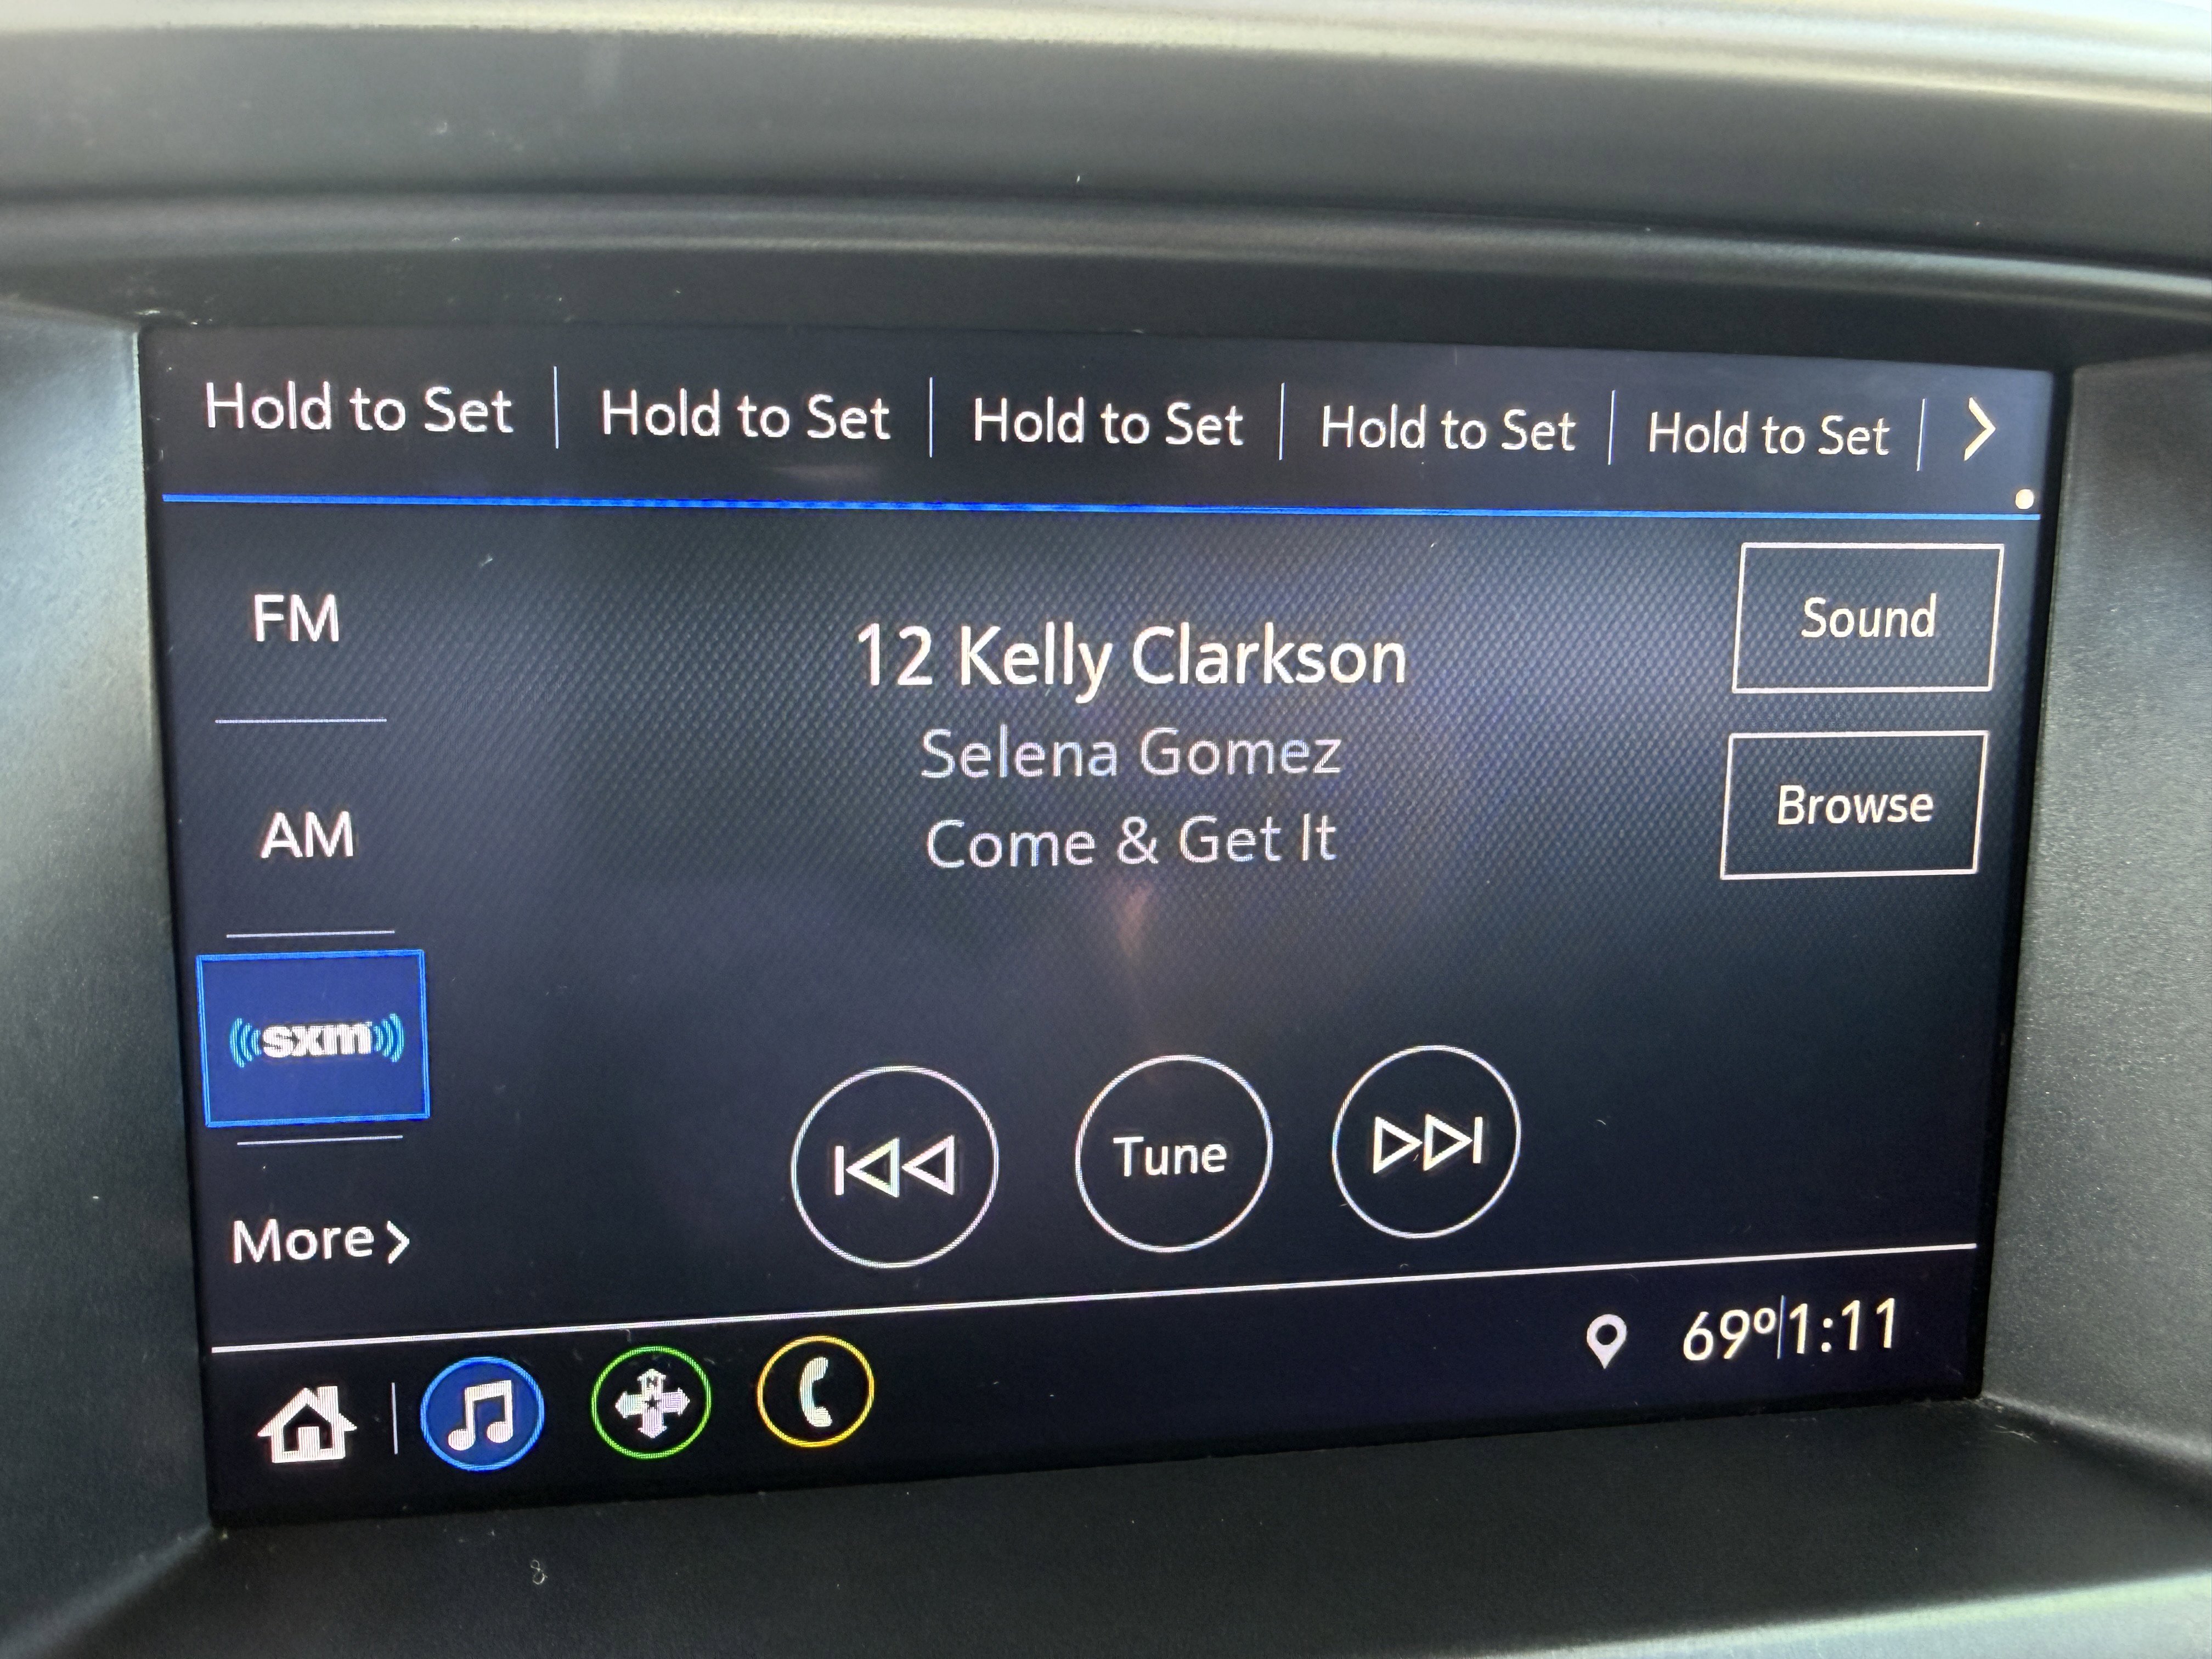 Hold to Set Hold to Set Hold to Set Hold to Set Hold to Set
FM
12 Kelly Clarkson
Sound
Selena Gomez
Browse
AM
Come & Get It
sxm
Tune
More
69º 1:11
N